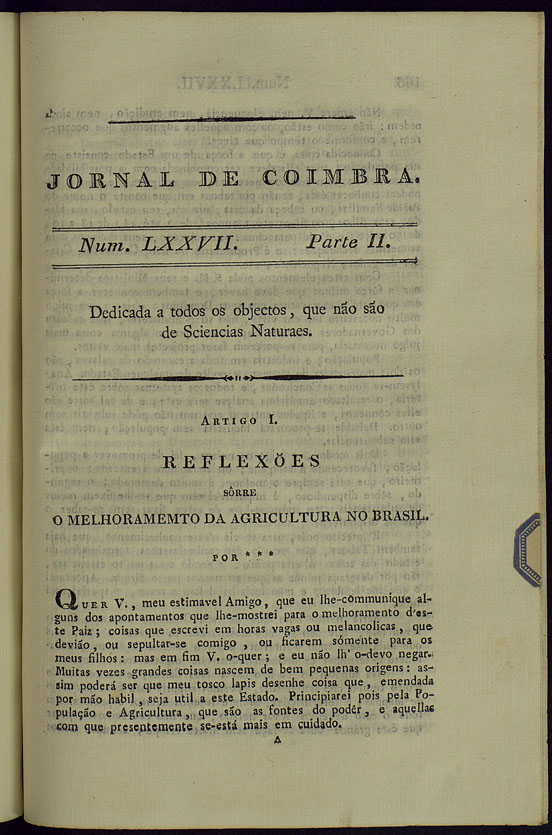 JORNAL DE COIMBRA.
Num. LXXVII. Parte II.
Dedicada a todos os objectos, que não são
de Sciencias Naturaes.
ARTIGO I.
REFLEXÕES
SÔRRE
O MELHORAMEMTO DA AGRICULTURA NO BRASIL.
POR ***
QUER V., meu estimavel Amigo, que eu lhe-communique al-
guns dos apontamentos que lhe-mostrei para o melhoramento d'es-
te Paiz; coisas que escrevi em horas vagas ou melancolicas, que
devião, ou sepultar-se comigo, ou ficarem sómente para os
meus filhos: mas em fim V. o-quer; e eu não lh' o-devo negar.
Muitas vezes grandes coisas nascem de bem pequenas origens: as-
sim poderá ser que meu tosco lapis desenhe coisa que, emendada
por mão habil, seja util a este Estado. Principiarei pois pela Po-
pulação e Agricultura, que são as fontes do podêr, e aquellas
com que presentemente se-está mais em cuidado.
A